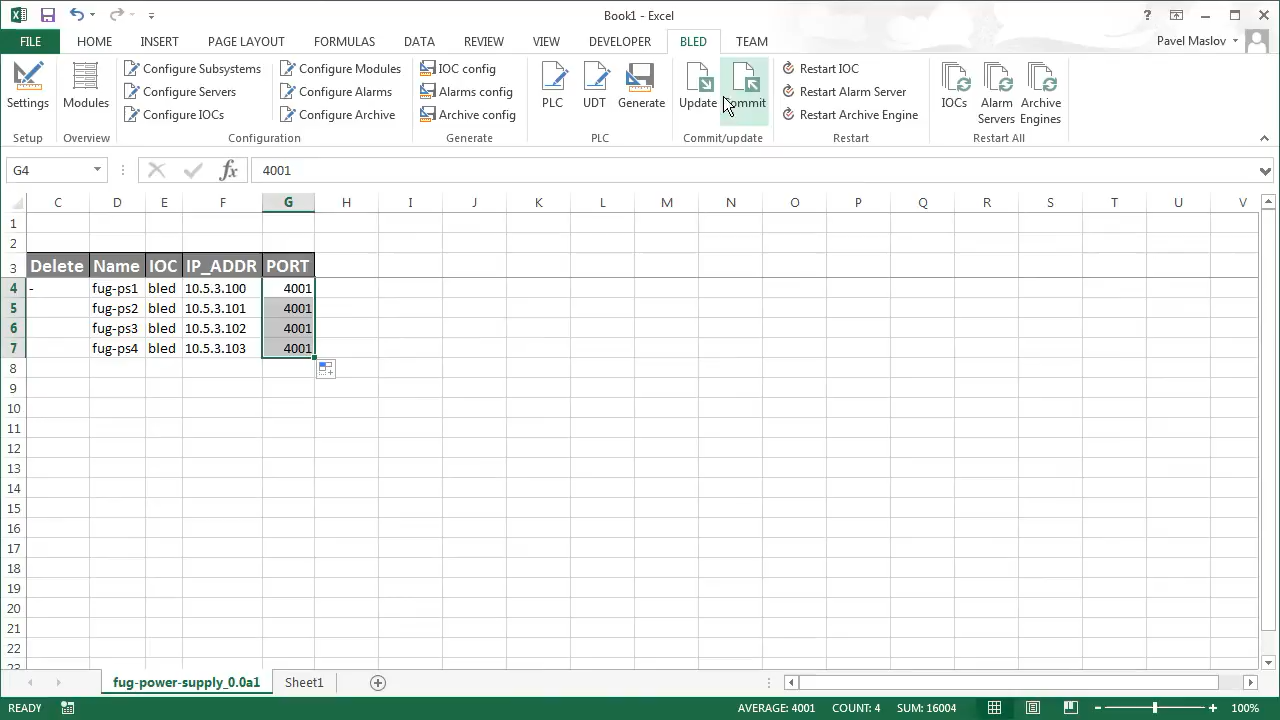 Book1 - Excel
?
FILE HOME INSERT PAGE LAYOUT FORMULAS DATA REVIEW VIEW DEVELOPER BLED TEAM Pavel Maslov
Settings
Setup
Modules
Overview
Configure Subsystems
Configure Servers
Configure IOCs
Configure Modules
Configure Alarms
Configure Archive
Configuration
IOC config
Alarms config
Archive config
Generate
PLC
UDT
Generate
PLC
Update
Commit/update
Restart IOC
Restart Alarm Server
Restart Archive Engine
Restart
IOCs
Alarm
Servers
Archive
Engines
Restart All
G4 fx 4001
C D E F G H I J K L M N O P Q R S T U V
1
2
3 Delete Name IOC IP_ADDR PORT
4 - fug-ps1 bled 10.5.3.100 4001
5 fug-ps2 bled 10.5.3.101 4001
6 fug-ps3 bled 10.5.3.102 4001
7 fug-ps4 bled 10.5.3.103 4001
8
9
10
11
12
13
14
15
16
17
18
19
20
21
22
23
fug-power-supply_0.0a1 Sheet1
READY AVERAGE: 4001 COUNT: 4 SUM: 16004 100%